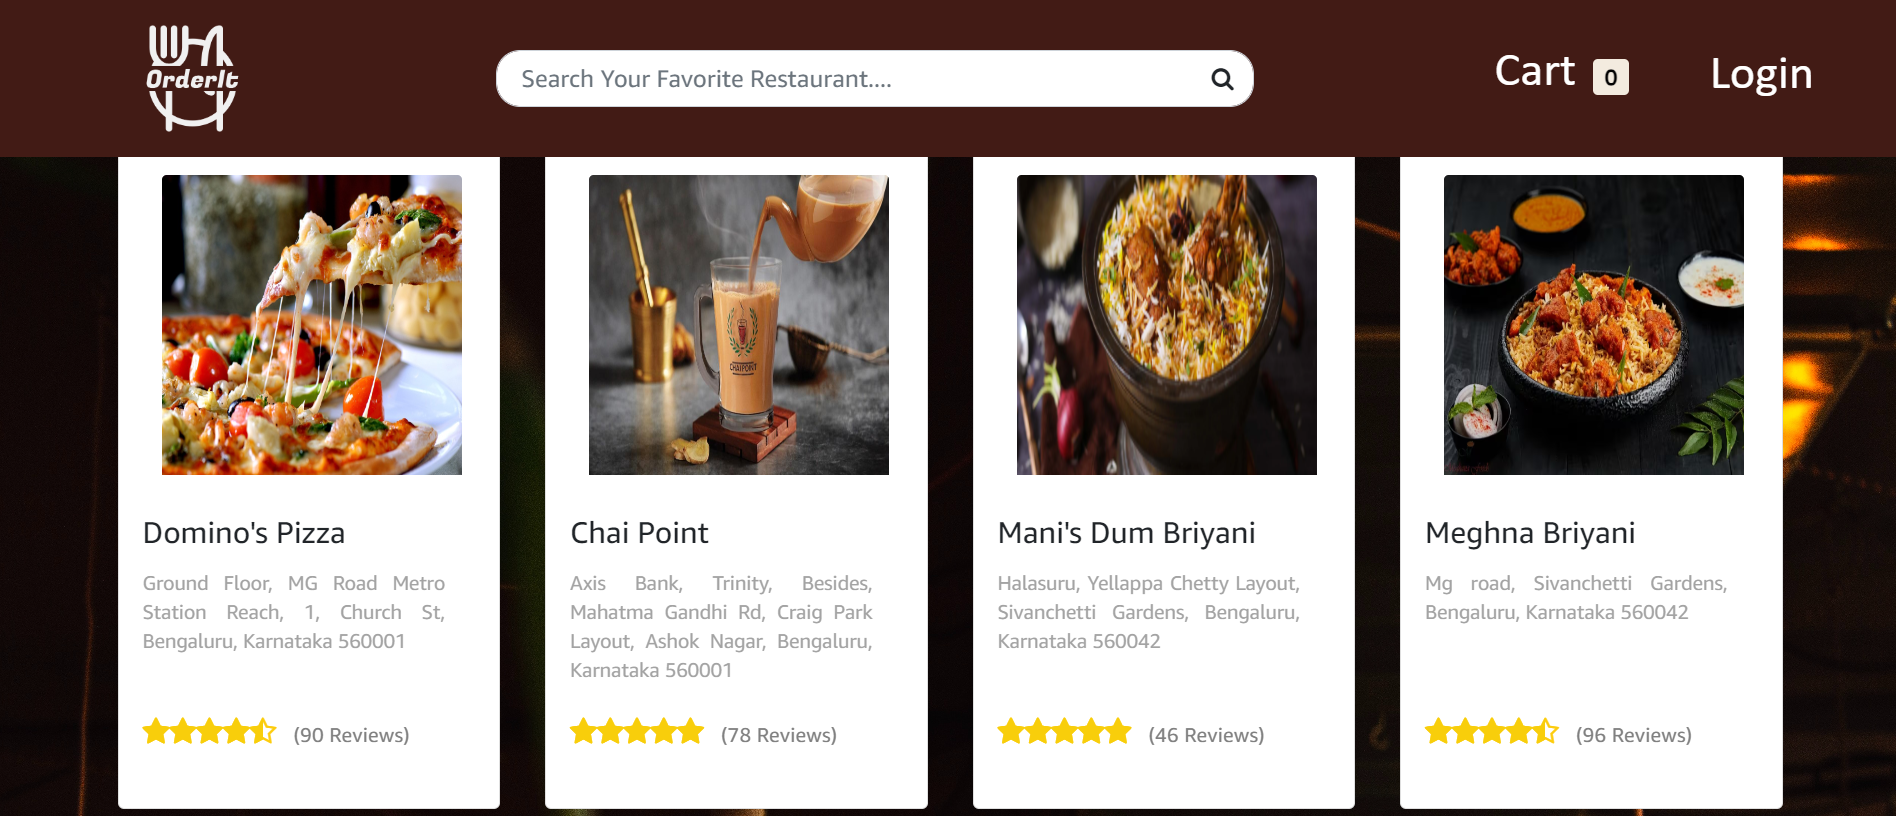 OrderIt
Search Your Favorite Restaurant....
Cart 0
Login
CHAIPOINT
Domino's Pizza
Ground Floor, MG Road Metro
Station Reach, 1, Church St,
Bengaluru, Karnataka 560001
(90 Reviews)
Chai Point
Axis Bank, Trinity, Besides,
Mahatma Gandhi Rd, Craig Park
Layout, Ashok Nagar, Bengaluru,
Karnataka 560001
(78 Reviews)
Mani's Dum Briyani
Halasuru, Yellappa Chetty Layout,
Sivanchetti Gardens, Bengaluru,
Karnataka 560042
(46 Reviews)
Meghna Briyani
Mg road, Sivanchetti Gardens,
Bengaluru, Karnataka 560042
(96 Reviews)